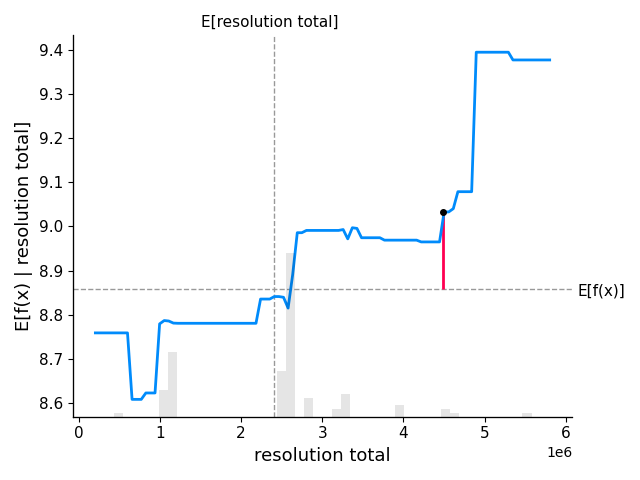 E[resolution total]
9.4
9.3
9.2
9.1
9.0
8.9
8.8
8.7
8.6
E[f(x) | resolution total]
E[f(x)]
0 1 2 3 4 5 6
1e6
resolution total